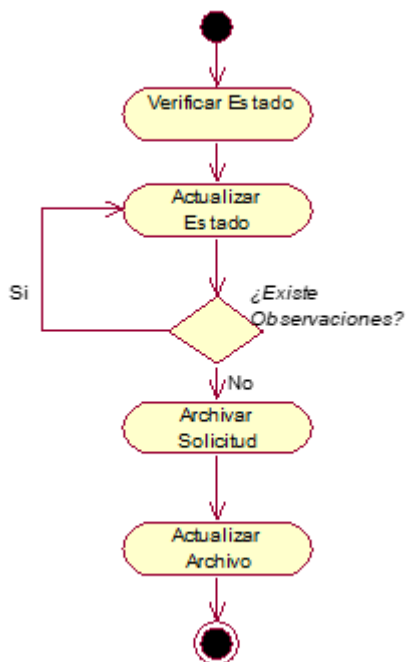 Verificar Estado
Actualizar
Estado
Si
¿Existe
Observaciones?
No
Archivar
Solicitud
Actualizar
Archivo